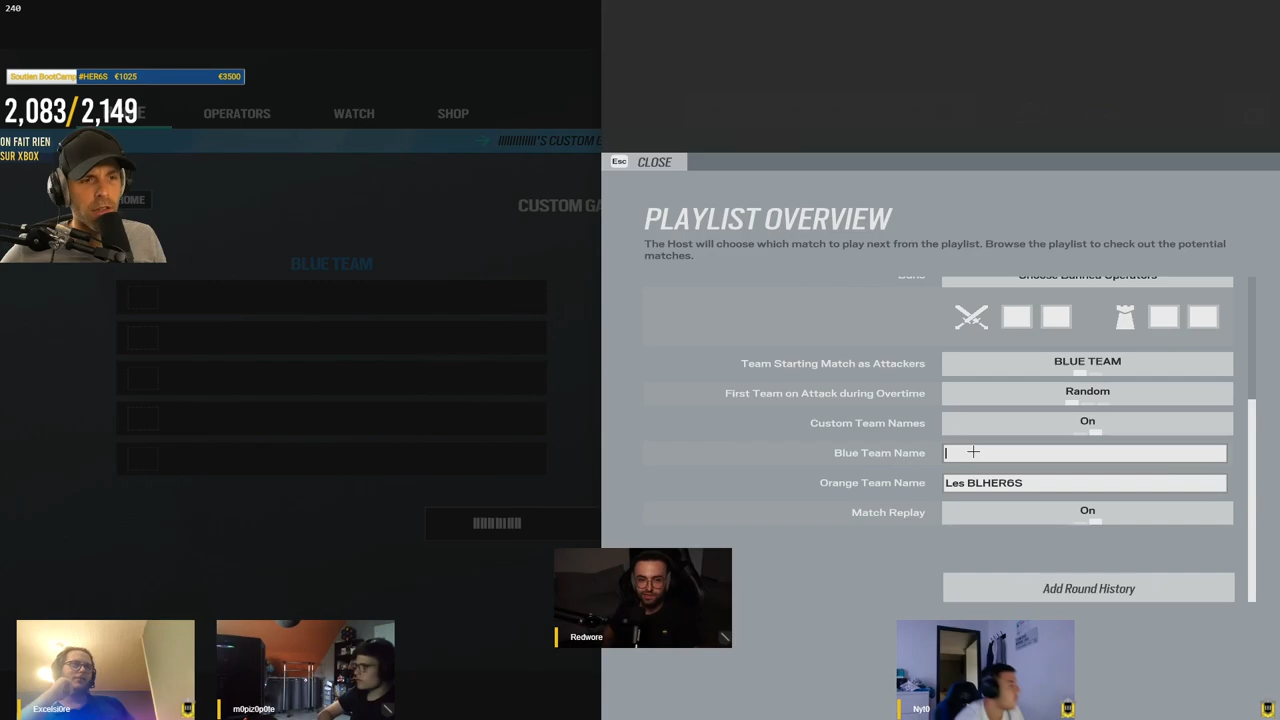 240
Soutien BootCamp #HER6S €1025 €3500
2,083/2,149
ON FAIT RIEN
SUR XBOX
OPERATORS
WATCH
SHOP
'S CUSTOM G
HOME
CUSTOM GA
BLUE TEAM
Esc CLOSE
PLAYLIST OVERVIEW
The Host will choose which match to play next from the playlist. Browse the playlist to check out the potential
matches.
Bans Choose Banned Operators
Team Starting Match as Attackers BLUE TEAM
First Team on Attack during Overtime Random
Custom Team Names On
Blue Team Name
Orange Team Name Les BLHER6S
Match Replay On
Add Round History
Redwore
Excelsi0re
m0piz0p0te
Nyt0